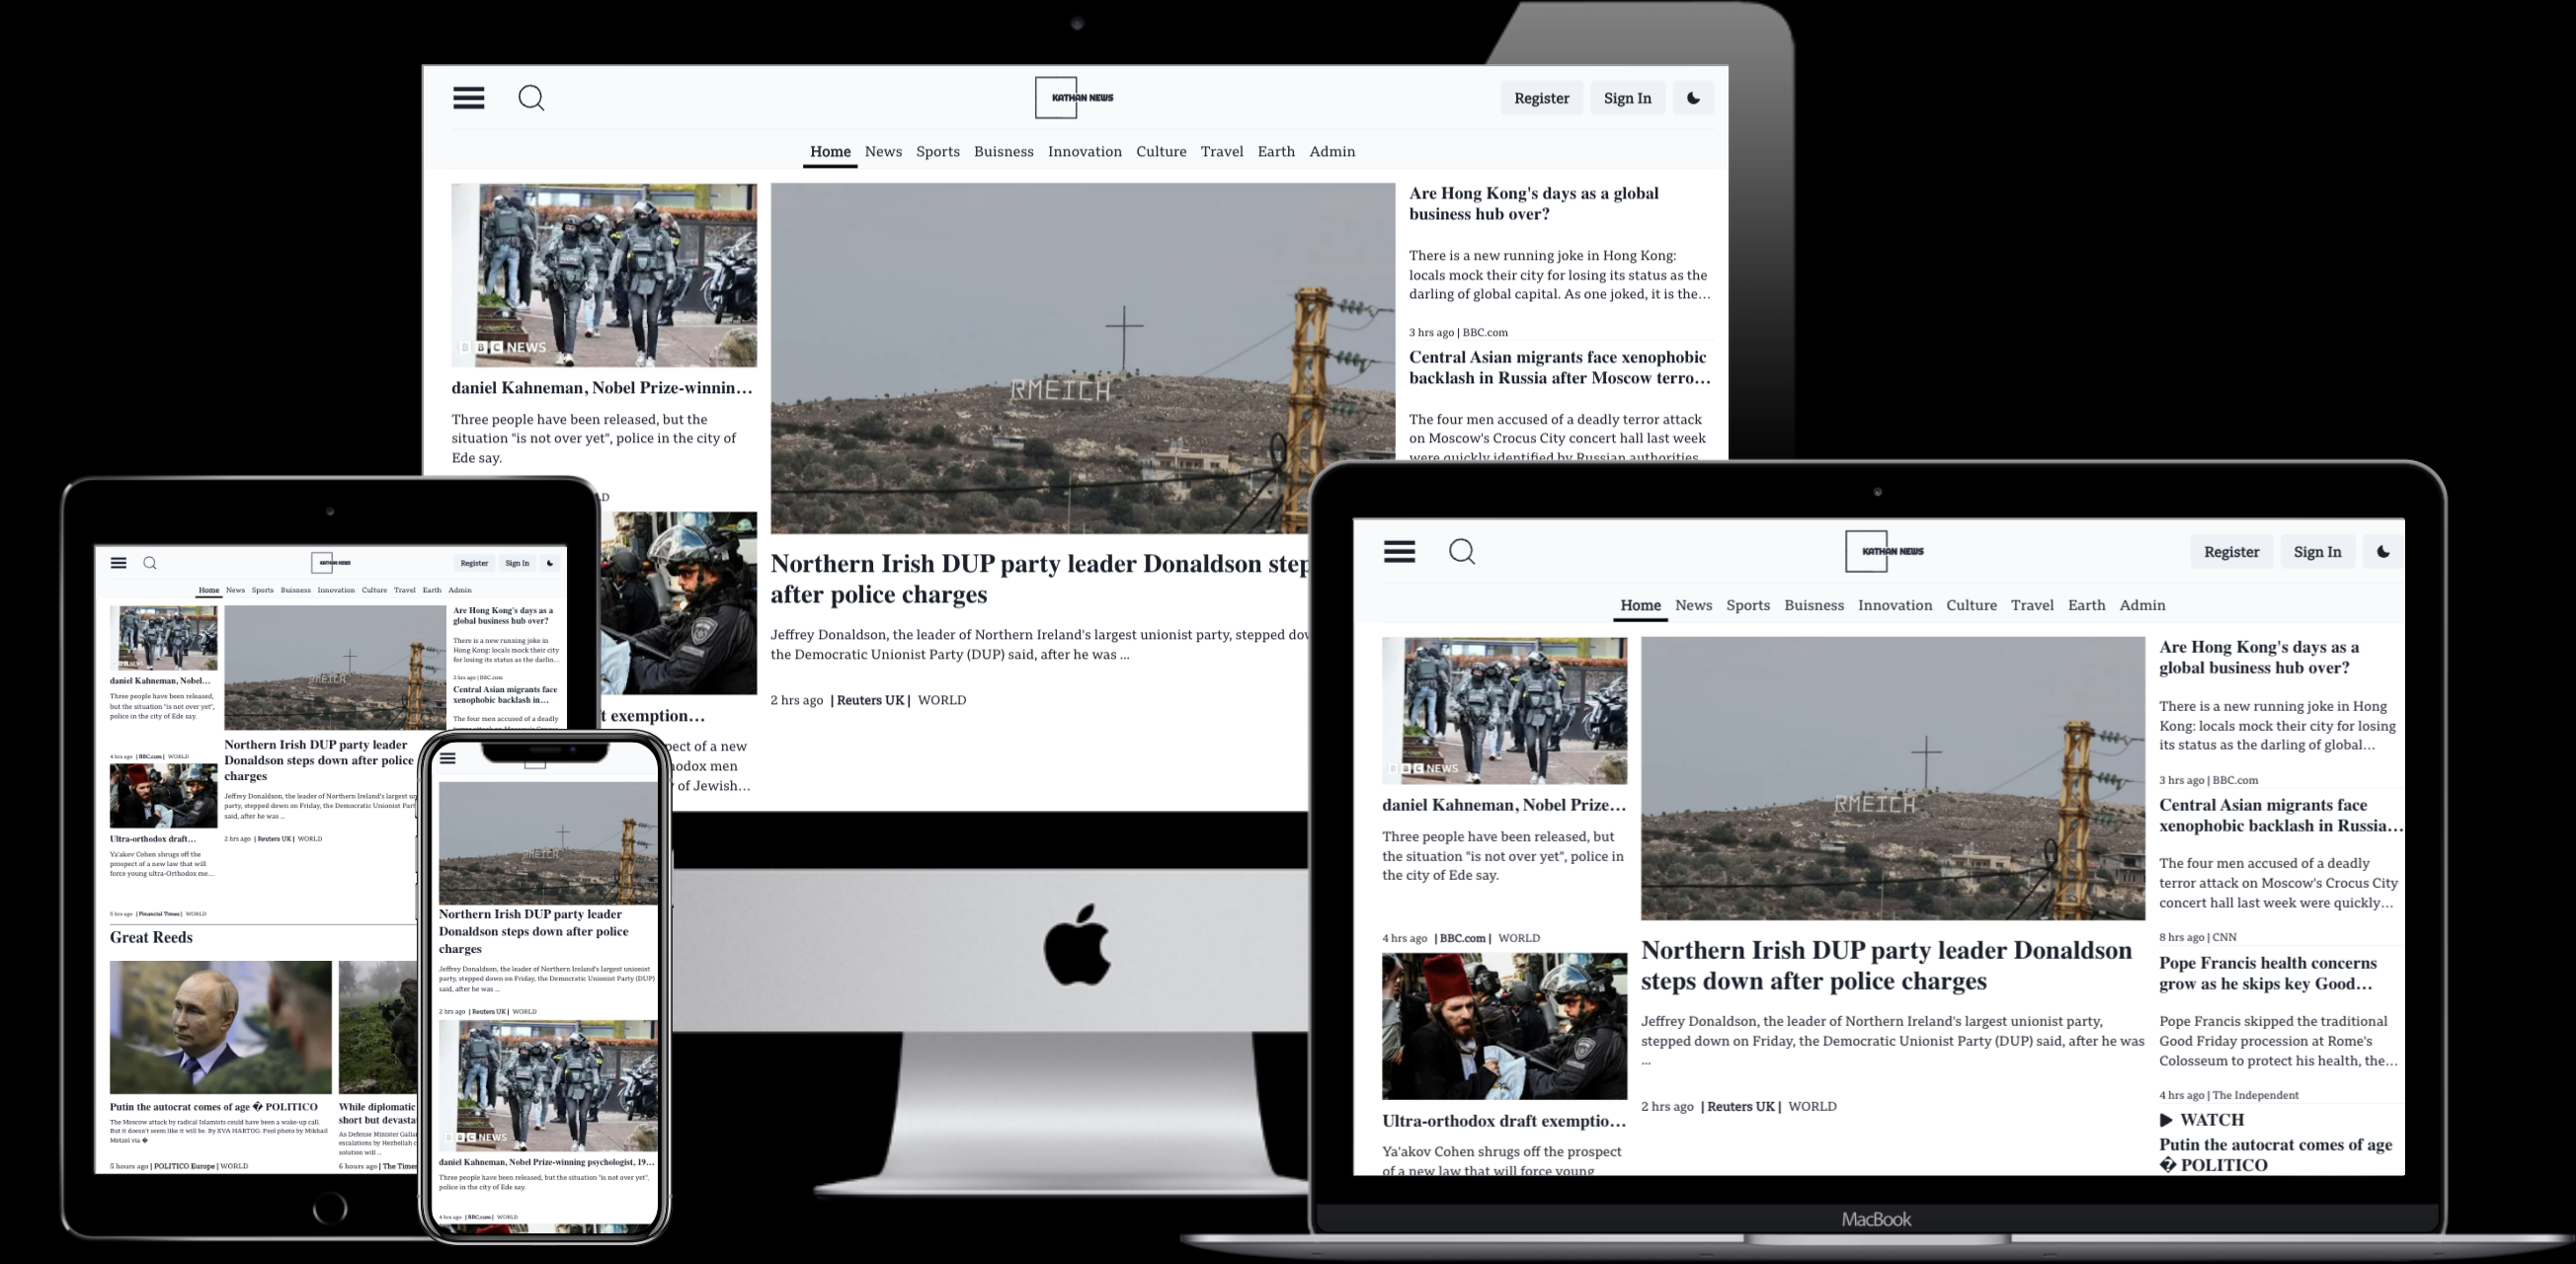 KATHAN NEWS
Register
Sign In
Home
News
Sports
Buisness
Innovation
Culture
Travel
Earth
Admin
BBC NEWS
daniel Kahneman, Nobel Prize-winnin…
Three people have been released, but the
situation "is not over yet", police in the city of
Ede say.
RMEICH
Northern Irish DUP party leader Donaldson step
after police charges
Jeffrey Donaldson, the leader of Northern Ireland's largest unionist party, stepped dov
the Democratic Unionist Party (DUP) said, after he was ...
2 hrs ago | Reuters UK | WORLD
t exemption…
pect of a new
hodox men
of Jewish…
Are Hong Kong's days as a global
business hub over?
There is a new running joke in Hong Kong:
locals mock their city for losing its status as the
darling of global capital. As one joked, it is the…
3 hrs ago | BBC.com
Central Asian migrants face xenophobic
backlash in Russia after Moscow terro…
The four men accused of a deadly terror attack
on Moscow's Crocus City concert hall last week
were quickly identified by Russian authorities
KATHAN NEWS
Register
Sign In
Home
News
Sports
Buisness
Innovation
Culture
Travel
Earth
Admin
daniel Kahneman, Nobel…
Three people have been released,
but the situation "is not over yet",
police in the city of Ede say.
4 hrs ago | BBC.com | WORLD
Ultra-orthodox draft…
Ya'akov Cohen shrugs off the
prospect of a new law that will
force young ultra-Orthodox me…
5 hrs ago | Financial Times | WORLD
RMEICH
Northern Irish DUP party leader
Donaldson steps down after police
charges
Jeffrey Donaldson, the leader of Northern Ireland's largest un
party, stepped down on Friday, the Democratic Unionist Part
said, after he was ...
2 hrs ago | Reuters UK | WORLD
Are Hong Kong's days as a
global business hub over?
There is a new running joke in
Hong Kong: locals mock their city
for losing its status as the darlin…
3 hrs ago | BBC.com
Central Asian migrants face
xenophobic backlash in…
The four men accused of a deadly
Great Reeds
Putin the autocrat comes of age � POLITICO
The Moscow attack by radical Islamists could have been a wake-up call.
But it doesn't seem like it will be. By EVA HARTOG. Pool photo by Mikhail
Metzel via �
5 hours ago | POLITICO Europe | WORLD
While diplomatic
short but devasta
As Defense Minister Gallan
escalations by Hezbollah c
solution will ...
6 hours ago | The Times
RMEICH
Northern Irish DUP party leader
Donaldson steps down after police
charges
Jeffrey Donaldson, the leader of Northern Ireland's largest unionist
party, stepped down on Friday, the Democratic Unionist Party (DUP)
said, after he was ...
2 hrs ago | Reuters UK | WORLD
BBC NEWS
daniel Kahneman, Nobel Prize-winning psychologist, 19…
Three people have been released, but the situation "is not over yet",
police in the city of Ede say.
4 hrs ago | BBC.com | WORLD
KATHAN NEWS
Register
Sign In
Home
News
Sports
Buisness
Innovation
Culture
Travel
Earth
Admin
BBC NEWS
daniel Kahneman, Nobel Prize…
Three people have been released, but
the situation "is not over yet", police in
the city of Ede say.
4 hrs ago | BBC.com | WORLD
Ultra-orthodox draft exemptio…
Ya'akov Cohen shrugs off the prospect
of a new law that will force young
RMEICH
Northern Irish DUP party leader Donaldson
steps down after police charges
Jeffrey Donaldson, the leader of Northern Ireland's largest unionist party,
stepped down on Friday, the Democratic Unionist Party (DUP) said, after he was
...
2 hrs ago | Reuters UK | WORLD
Are Hong Kong's days as a
global business hub over?
There is a new running joke in Hong
Kong: locals mock their city for losing
its status as the darling of global…
3 hrs ago | BBC.com
Central Asian migrants face
xenophobic backlash in Russia…
The four men accused of a deadly
terror attack on Moscow's Crocus City
concert hall last week were quickly…
8 hrs ago | CNN
Pope Francis health concerns
grow as he skips key Good…
Pope Francis skipped the traditional
Good Friday procession at Rome's
Colosseum to protect his health, the…
4 hrs ago | The Independent
WATCH
Putin the autocrat comes of age
� POLITICO
MacBook